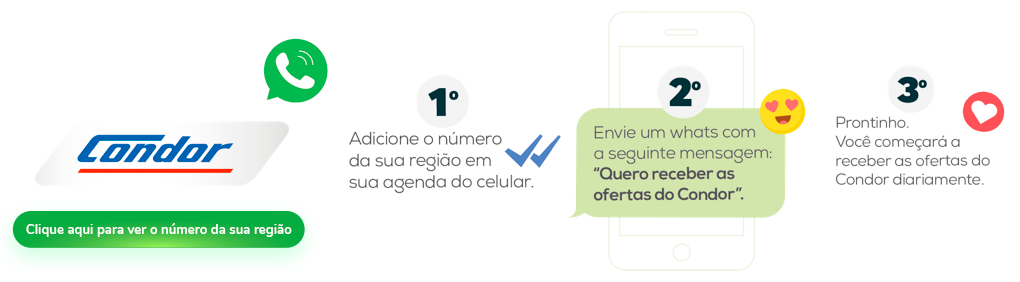 Condor
Clique aqui para ver o número da sua região
1º
Adicione o número
da sua região em
sua agenda do celular.
2º
Envie um whats com
a seguinte mensagem:
“Quero receber as
ofertas do Condor”.
3º
Prontinho.
Você começará a
receber as ofertas do
Condor diariamente.